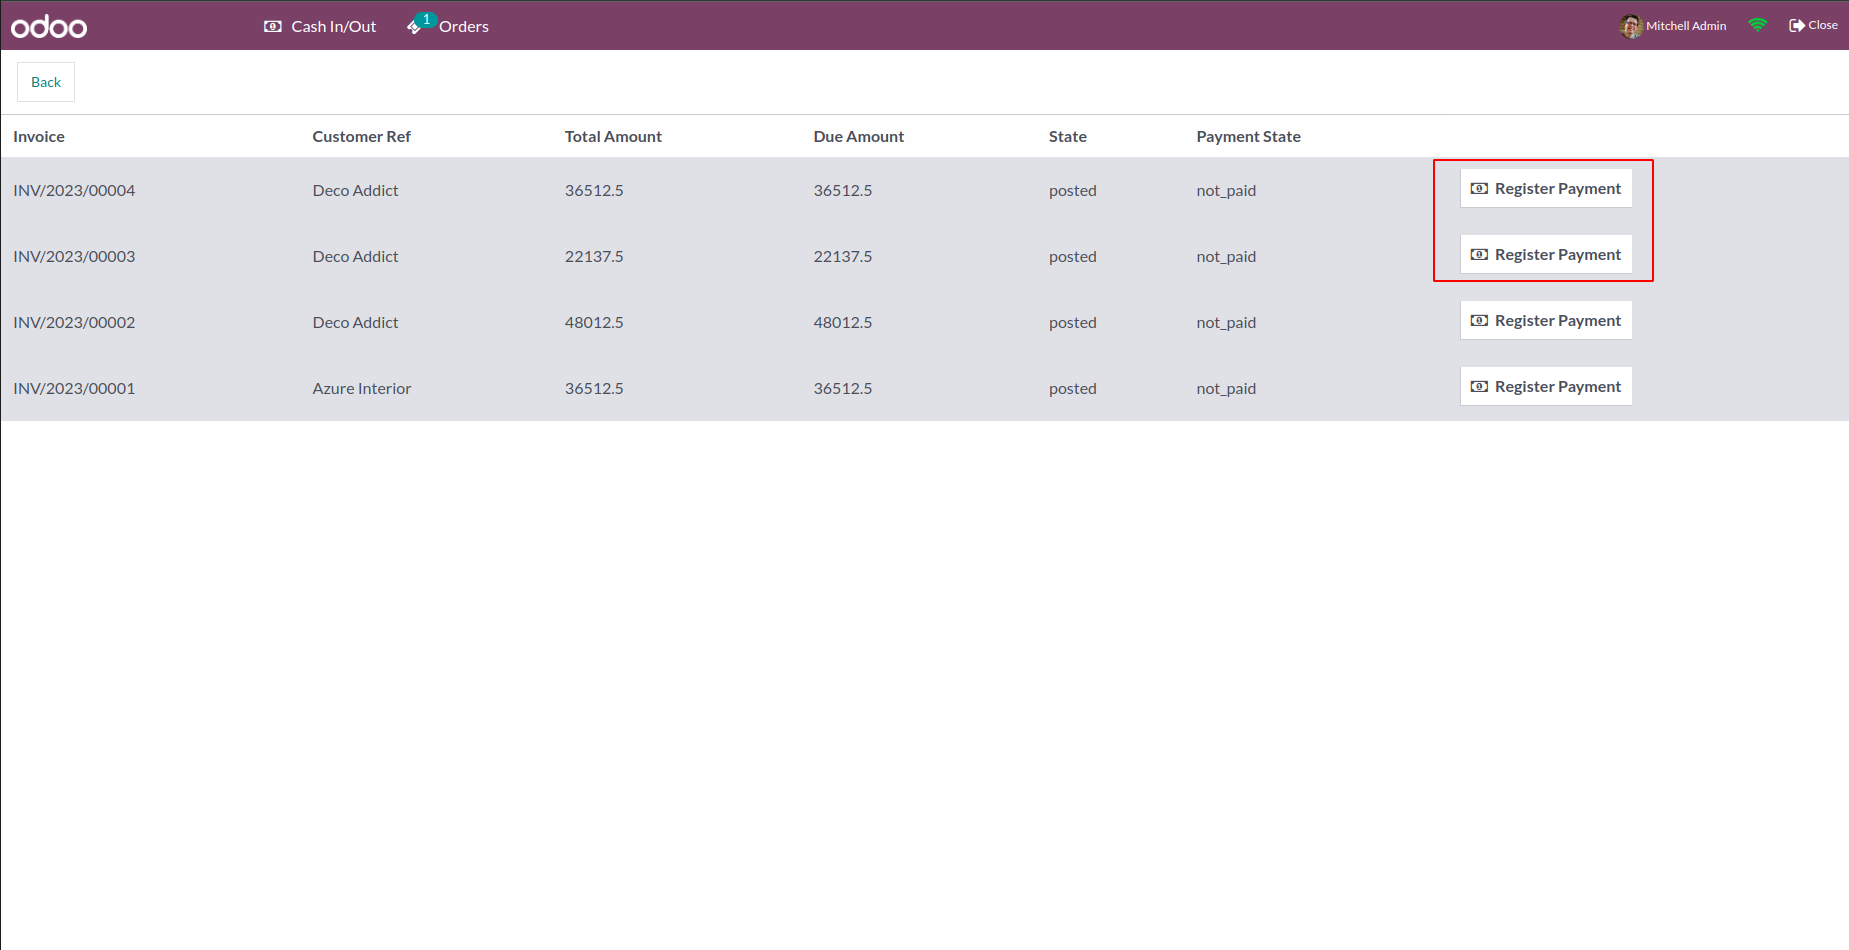 odoo Cash In/Out 1 Orders Mitchell Admin Close
Back
Invoice Customer Ref Total Amount Due Amount State Payment State
INV/2023/00004 Deco Addict 36512.5 36512.5 posted not_paid Register Payment
INV/2023/00003 Deco Addict 22137.5 22137.5 posted not_paid Register Payment
INV/2023/00002 Deco Addict 48012.5 48012.5 posted not_paid Register Payment
INV/2023/00001 Azure Interior 36512.5 36512.5 posted not_paid Register Payment